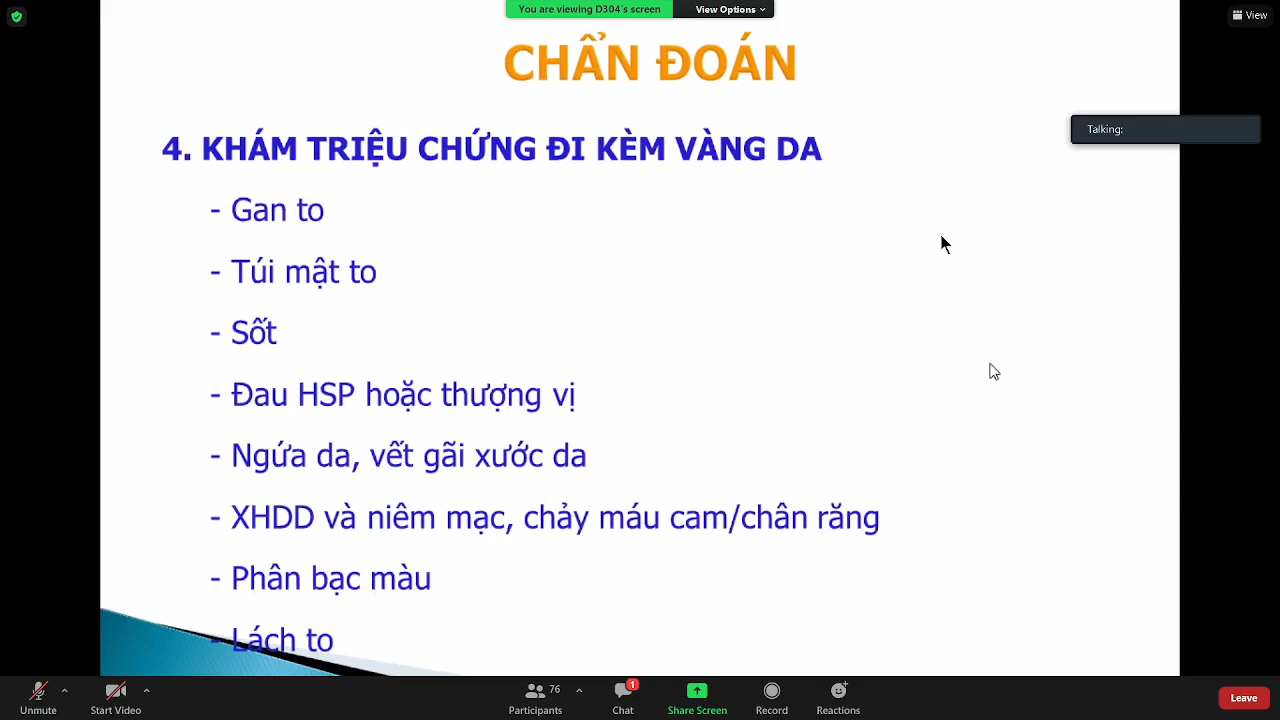 You are viewing D304's screen
View Options
View
CHẨN ĐOÁN
Talking:
4. KHÁM TRIỆU CHỨNG ĐI KÈM VÀNG DA
- Gan to
- Túi mật to
- Sốt
- Đau HSP hoặc thượng vị
- Ngứa da, vết gãi xước da
- XHDD và niêm mạc, chảy máu cam/chân răng
- Phân bạc màu
- Lách to
Unmute
Start Video
76
Participants
1
Chat
Share Screen
Record
Reactions
Leave